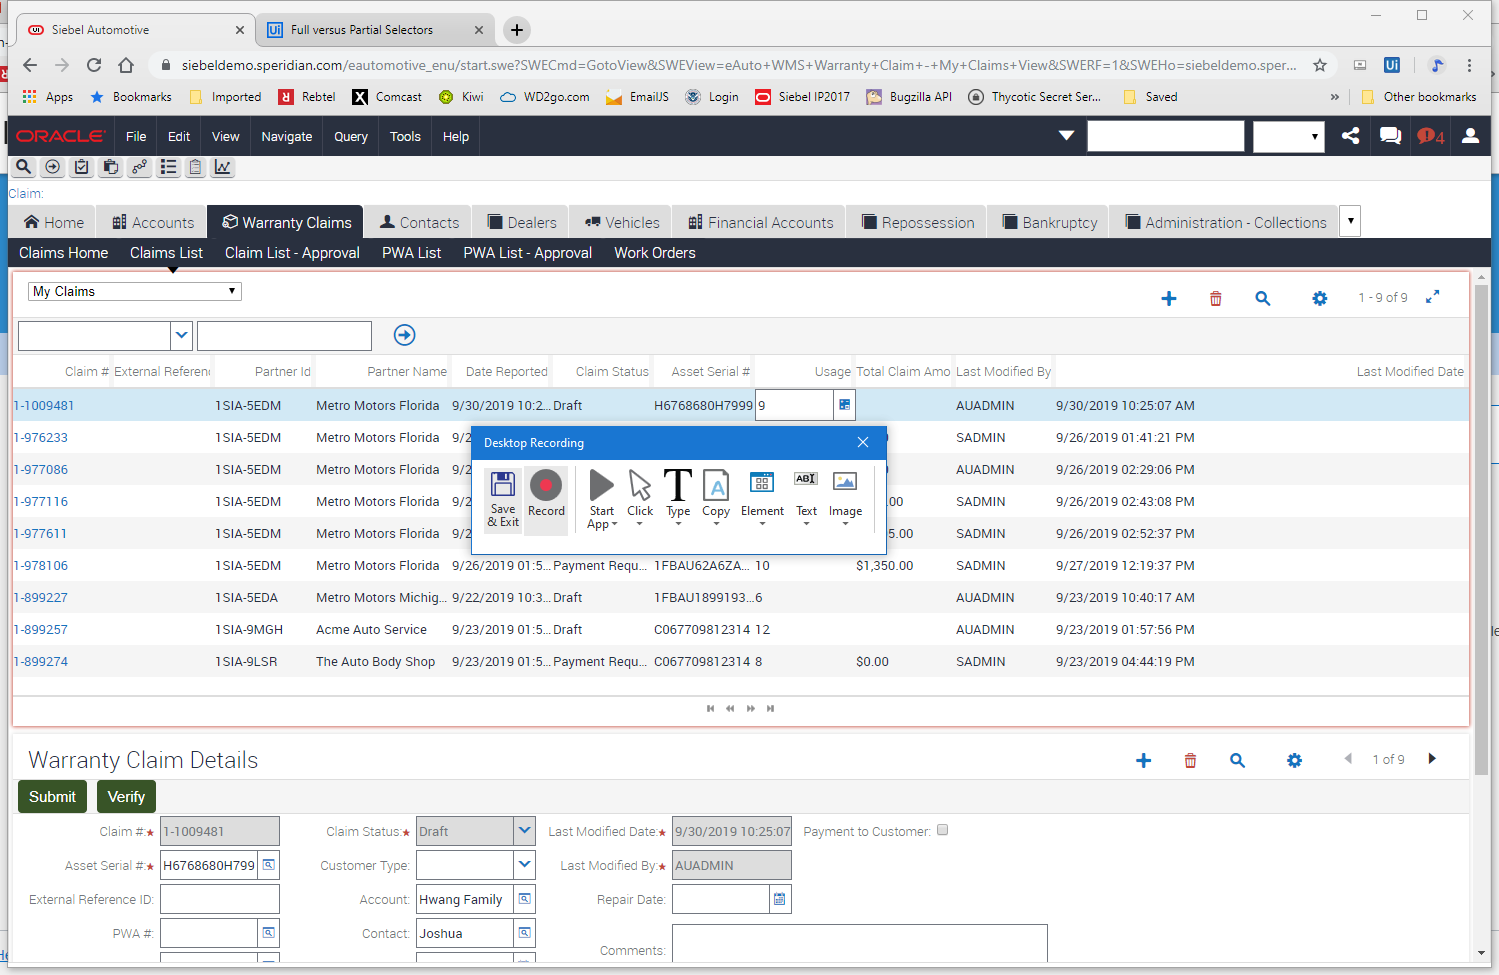 Siebel Automotive
Full versus Partial Selectors
siebeldemo.speridian.com/eautomotive_enu/start.swe?SWECmd=GotoView&SWEView=eAuto+WMS+Warranty+Claim+-+My+Claims+View&SWERF=1&SWEHo=siebeldemo.sper...
Apps Bookmarks Imported Rebtel Comcast Kiwi WD2go.com EmailJS Login Siebel IP2017 Bugzilla API Thycotic Secret Ser... Saved » Other bookmarks
ORACLE File Edit View Navigate Query Tools Help 4
Claim:
Home Accounts Warranty Claims Contacts Dealers Vehicles Financial Accounts Repossession Bankruptcy Administration - Collections
Claims Home Claims List Claim List - Approval PWA List PWA List - Approval Work Orders
My Claims 1 - 9 of 9
Claim # External Referenc Partner Id Partner Name Date Reported Claim Status Asset Serial # Usage Total Claim Amo Last Modified By Last Modified Date
1-1009481 1SIA-5EDM Metro Motors Florida 9/30/2019 10:2... Draft H6768680H7999 9 AUADMIN 9/30/2019 10:25:07 AM
1-976233 1SIA-5EDM Metro Motors Florida 9/2 0 SADMIN 9/26/2019 01:41:21 PM
1-977086 1SIA-5EDM Metro Motors Florida 9/2 AUADMIN 9/26/2019 02:29:06 PM
1-977116 1SIA-5EDM Metro Motors Florida 9/2 .00 SADMIN 9/26/2019 02:43:08 PM
1-977611 1SIA-5EDM Metro Motors Florida 9/2 5.00 SADMIN 9/26/2019 02:52:37 PM
1-978106 1SIA-5EDM Metro Motors Florida 9/26/2019 01:5... Payment Requ... 1FBAU62A6ZA... 10 $1,350.00 SADMIN 9/27/2019 12:19:37 PM
1-899227 1SIA-5EDA Metro Motors Michig... 9/22/2019 10:3... Draft 1FBAU1899193... 6 AUADMIN 9/23/2019 10:40:17 AM
1-899257 1SIA-9MGH Acme Auto Service 9/23/2019 01:5... Draft C067709812314 12 AUADMIN 9/23/2019 01:57:56 PM
1-899274 1SIA-9LSR The Auto Body Shop 9/23/2019 01:5... Payment Requ... C067709812314 8 $0.00 SADMIN 9/23/2019 04:44:19 PM
Desktop Recording
Save & Exit Record Start App Click Type Copy Element Text Image
Warranty Claim Details 1 of 9
Submit Verify
Claim #: 1-1009481 Claim Status: Draft Last Modified Date: 9/30/2019 10:25:07 Payment to Customer:
Asset Serial #: H6768680H799 Customer Type: Last Modified By: AUADMIN
External Reference ID: Account: Hwang Family Repair Date:
PWA #: Contact: Joshua
Comments: